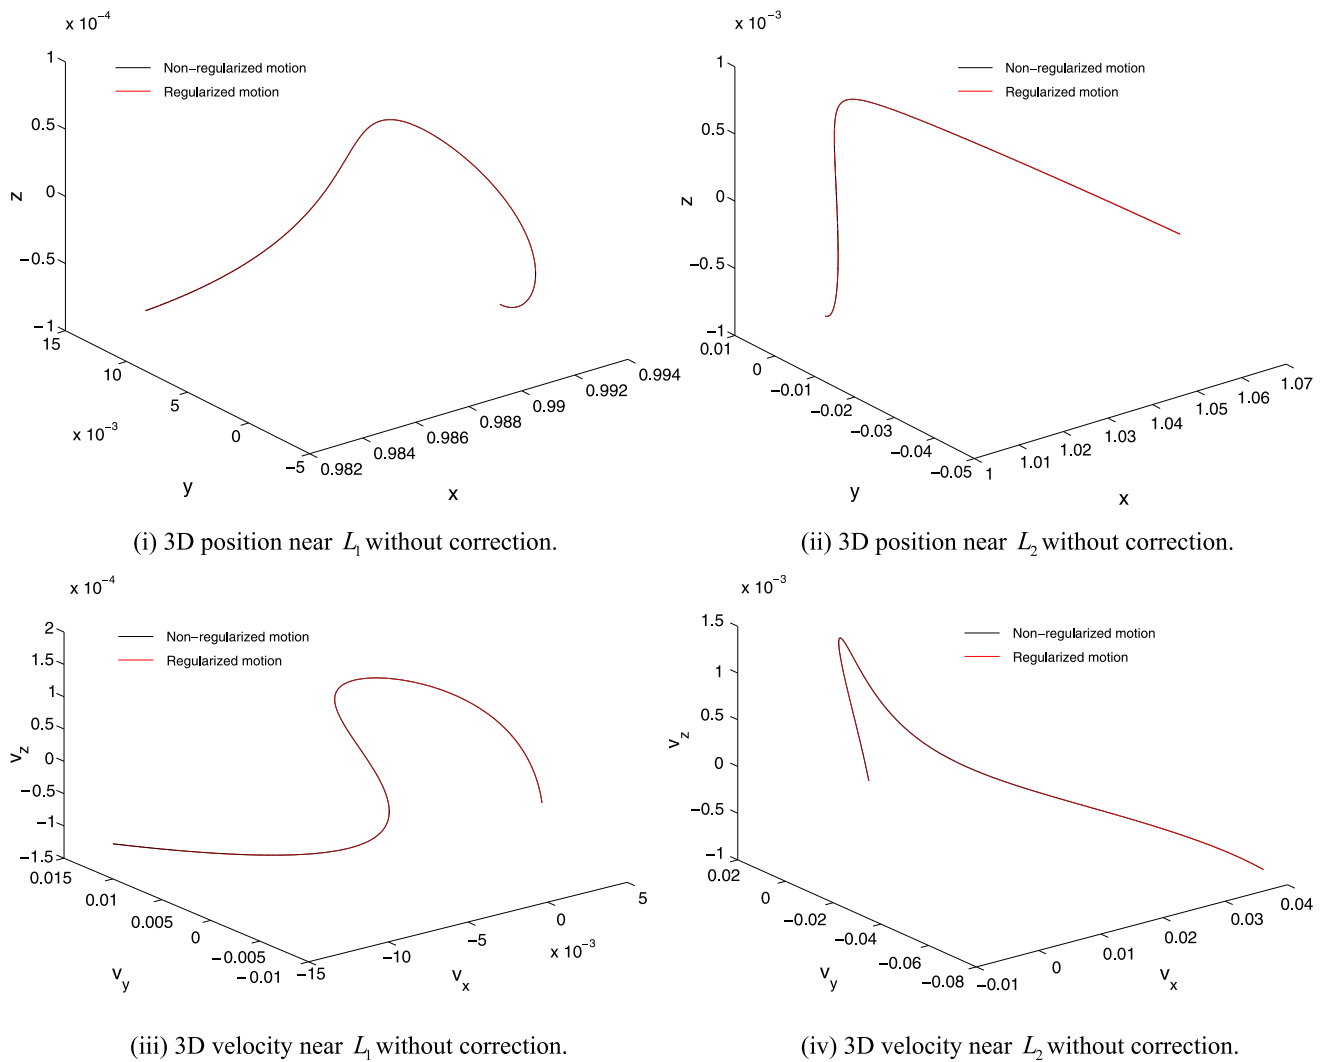 x 10⁻⁴
1
0.5
0
−0.5
−1
z
Non−regularized motion
Regularized motion
15
10
5
0
−5
x 10⁻³
y
0.982
0.984
0.986
0.988
0.99
0.992
0.994
x
(i) 3D position near L₁ without correction.
x 10⁻³
1
0.5
0
−0.5
−1
z
Non−regularized motion
Regularized motion
0.01
0
−0.01
−0.02
−0.03
−0.04
−0.05
y
1
1.01
1.02
1.03
1.04
1.05
1.06
1.07
x
(ii) 3D position near L₂ without correction.
x 10⁻⁴
2
1.5
1
0.5
0
−0.5
−1
−1.5
v_z
Non−regularized motion
Regularized motion
0.015
0.01
0.005
0
−0.005
−0.01
v_y
−15
−10
−5
0
5
x 10⁻³
v_x
(iii) 3D velocity near L₁ without correction.
x 10⁻³
1.5
1
0.5
0
−0.5
−1
v_z
Non−regularized motion
Regularized motion
0.02
0
−0.02
−0.04
−0.06
−0.08
v_y
−0.01
0
0.01
0.02
0.03
0.04
v_x
(iv) 3D velocity near L₂ without correction.